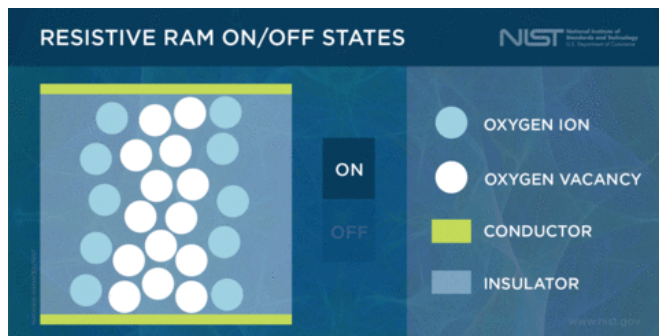 RESISTIVE RAM ON/OFF STATES
NIST
National Institute of
Standards and Technology
U.S. Department of Commerce
OXYGEN ION
ON
OXYGEN VACANCY
OFF
CONDUCTOR
INSULATOR
www.nist.gov